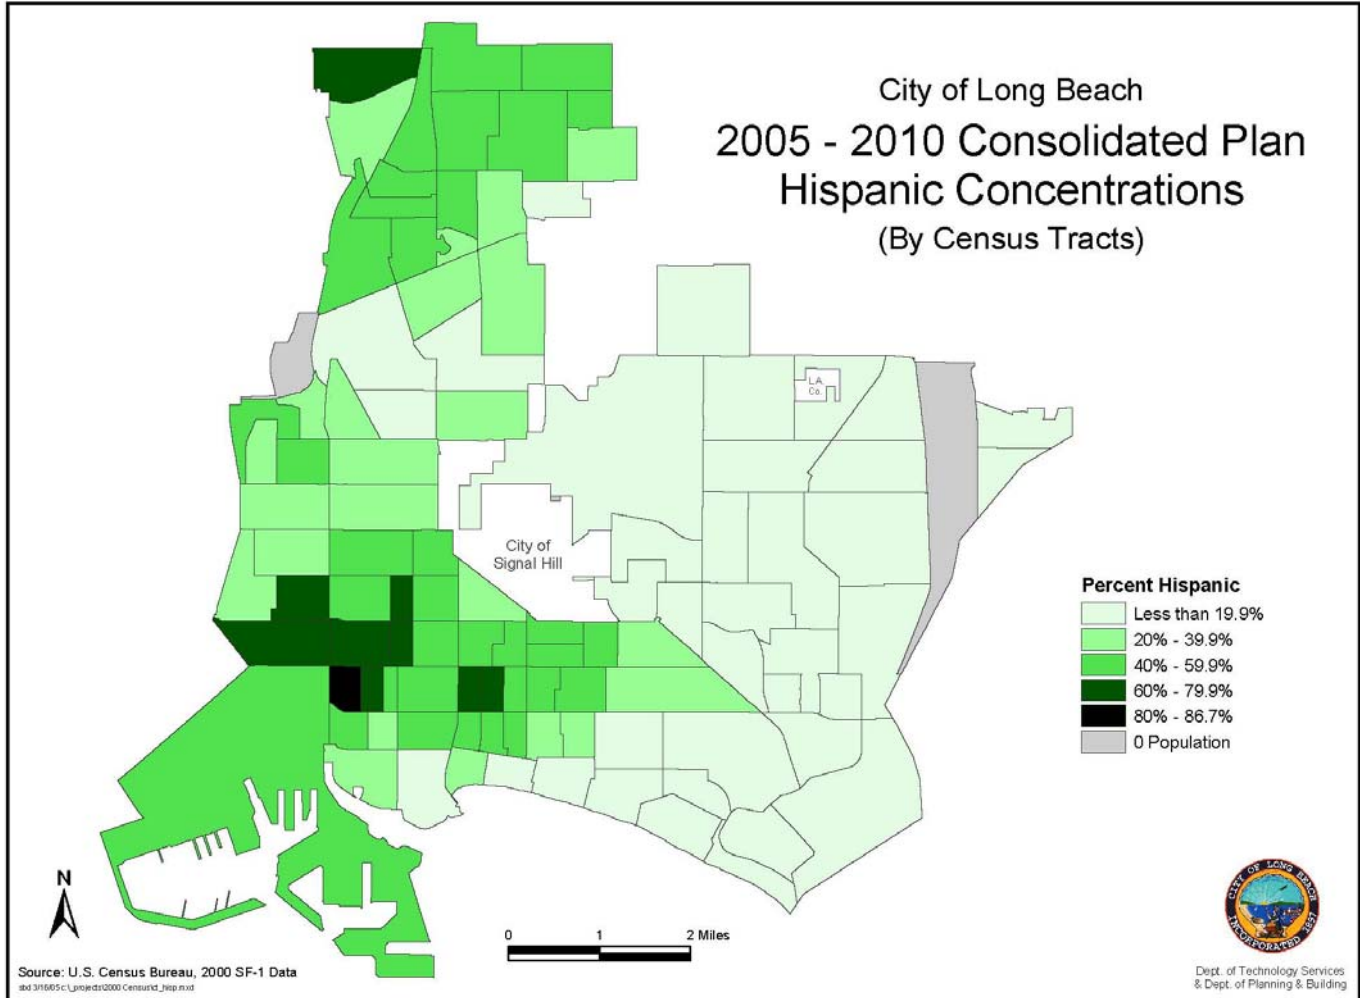 City of Long Beach
2005 - 2010 Consolidated Plan
Hispanic Concentrations
(By Census Tracts)
L.A.
Co.
City of
Signal Hill
Percent Hispanic
Less than 19.9%
20% - 39.9%
40% - 59.9%
60% - 79.9%
80% - 86.7%
0 Population
N
0 1 2 Miles
CITY OF LONG BEACH
INCORPORATED 1897
Source: U.S. Census Bureau, 2000 SF-1 Data
Dept. of Technology Services
& Dept. of Planning & Building